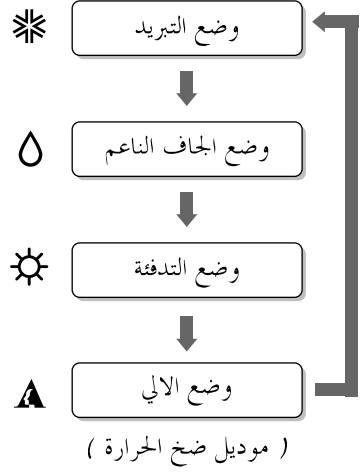 وضع التبريد
وضع الجاف الناعم
وضع التدفئة
وضع الالي
( موديل ضخ الحرارة )